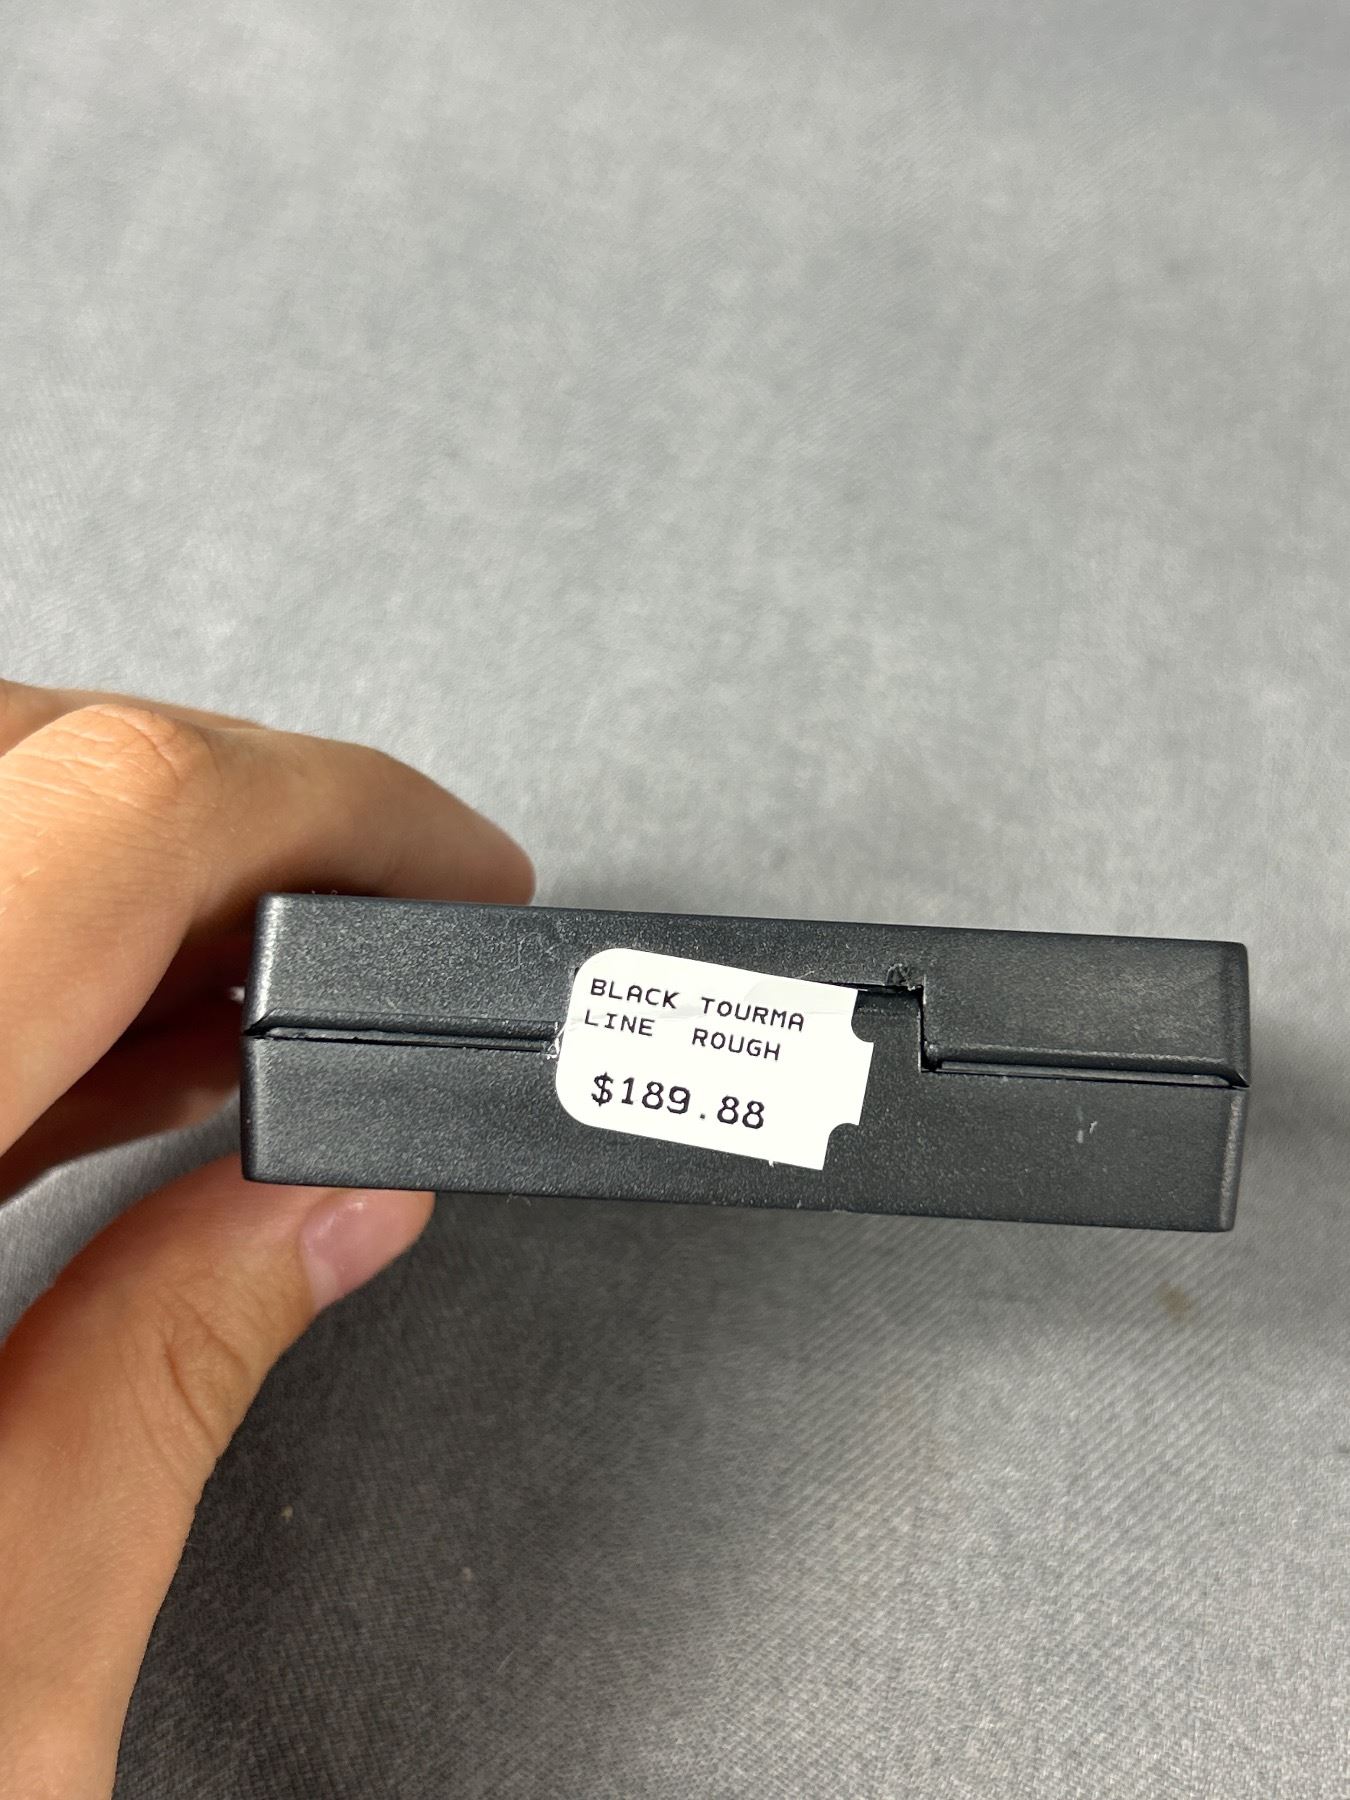 BLACK TOURMA
LINE ROUGH
$189.88